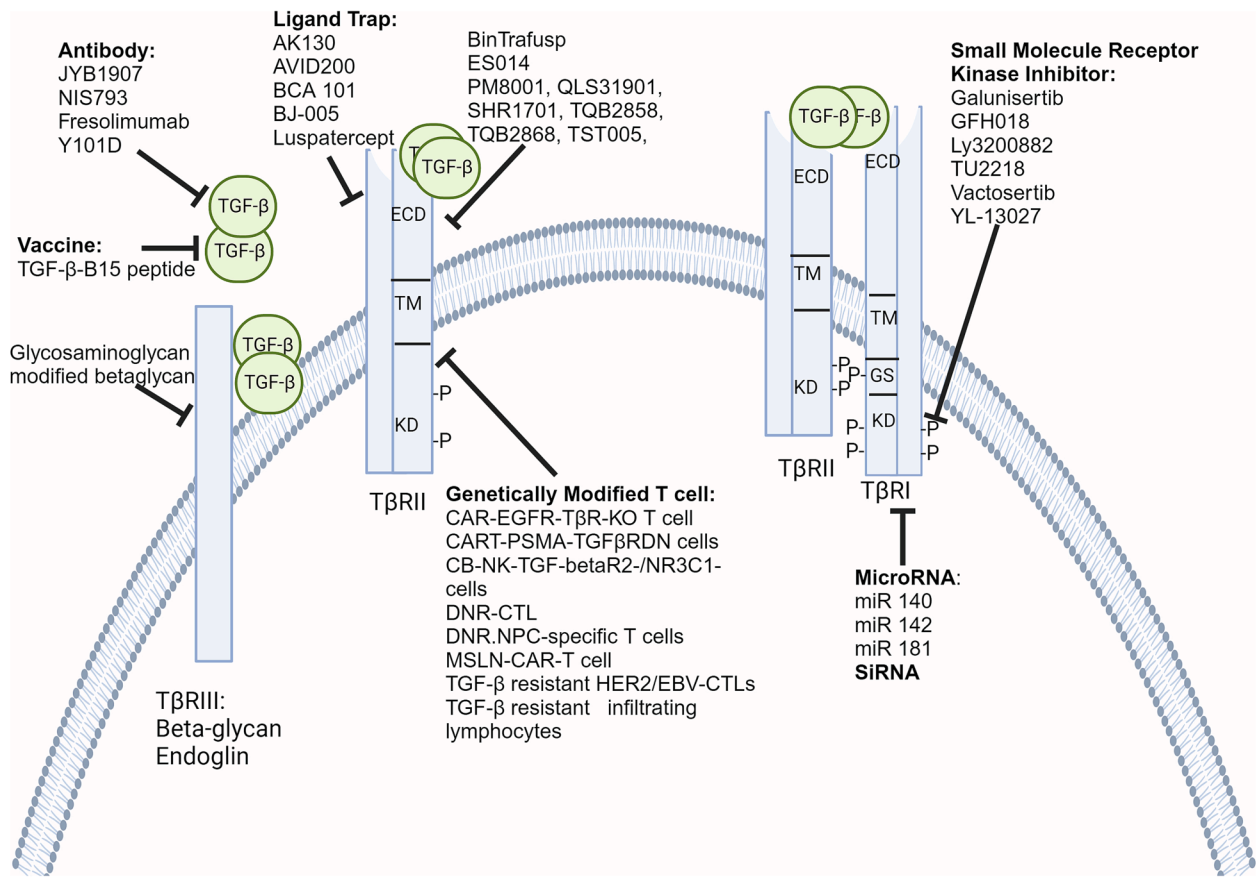 Antibody:
JYB1907
NIS793
Fresolimumab
Y101D
Vaccine:
TGF-β-B15 peptide
TGF-β
TGF-β
Glycosaminoglycan
modified betaglycan
TGF-β
TGF-β
TβRIII:
Beta-glycan
Endoglin
Ligand Trap:
AK130
AVID200
BCA 101
BJ-005
Luspatercept
BinTrafusp
ES014
PM8001, QLS31901,
SHR1701, TQB2858,
TQB2868, TST005,
T
TGF-β
ECD
TM
KD
-P
-P
TβRII
Genetically Modified T cell:
CAR-EGFR-TβR-KO T cell
CART-PSMA-TGFβRDN cells
CB-NK-TGF-betaR2-/NR3C1-
cells
DNR-CTL
DNR.NPC-specific T cells
MSLN-CAR-T cell
TGF-β resistant HER2/EBV-CTLs
TGF-β resistant infiltrating
lymphocytes
TGF-β
F-β
ECD
TM
KD
-P
-P
TβRII
ECD
TM
P-
GS
KD
P-
P-
-P
-P
TβRI
Small Molecule Receptor
Kinase Inhibitor:
Galunisertib
GFH018
Ly3200882
TU2218
Vactosertib
YL-13027
MicroRNA:
miR 140
miR 142
miR 181
SiRNA